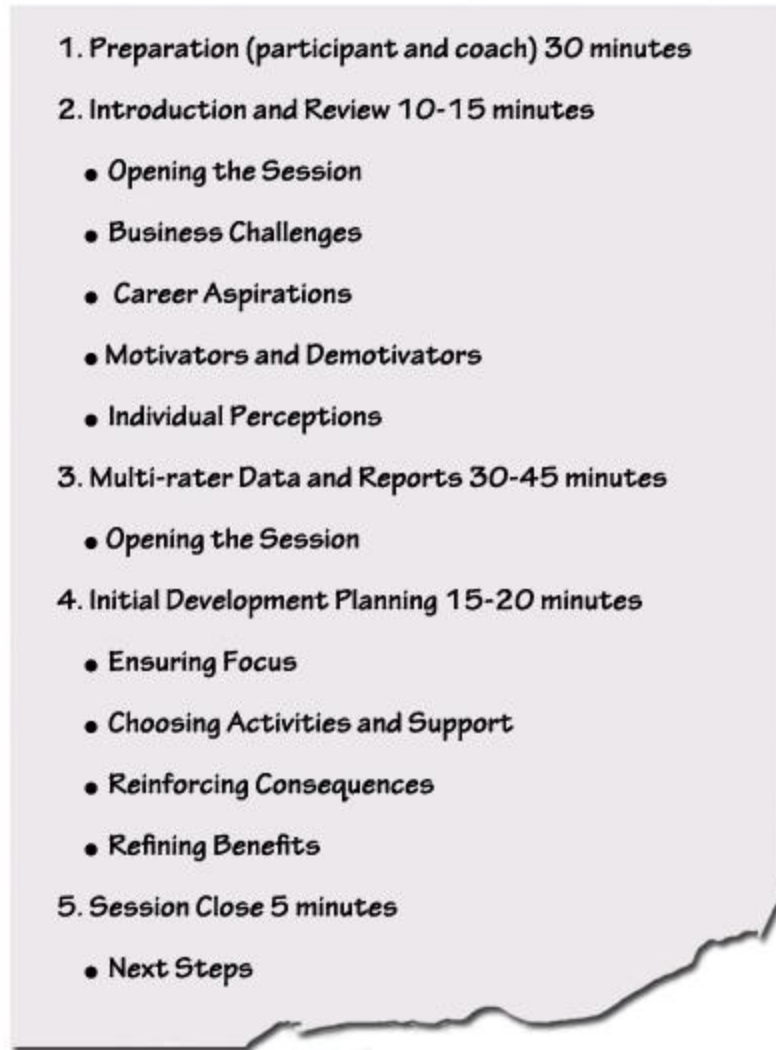 1. Preparation (participant and coach) 30 minutes
2. Introduction and Review 10-15 minutes
• Opening the Session
• Business Challenges
• Career Aspirations
• Motivators and Demotivators
• Individual Perceptions
3. Multi-rater Data and Reports 30-45 minutes
• Opening the Session
4. Initial Development Planning 15-20 minutes
• Ensuring Focus
• Choosing Activities and Support
• Reinforcing Consequences
• Refining Benefits
5. Session Close 5 minutes
• Next Steps